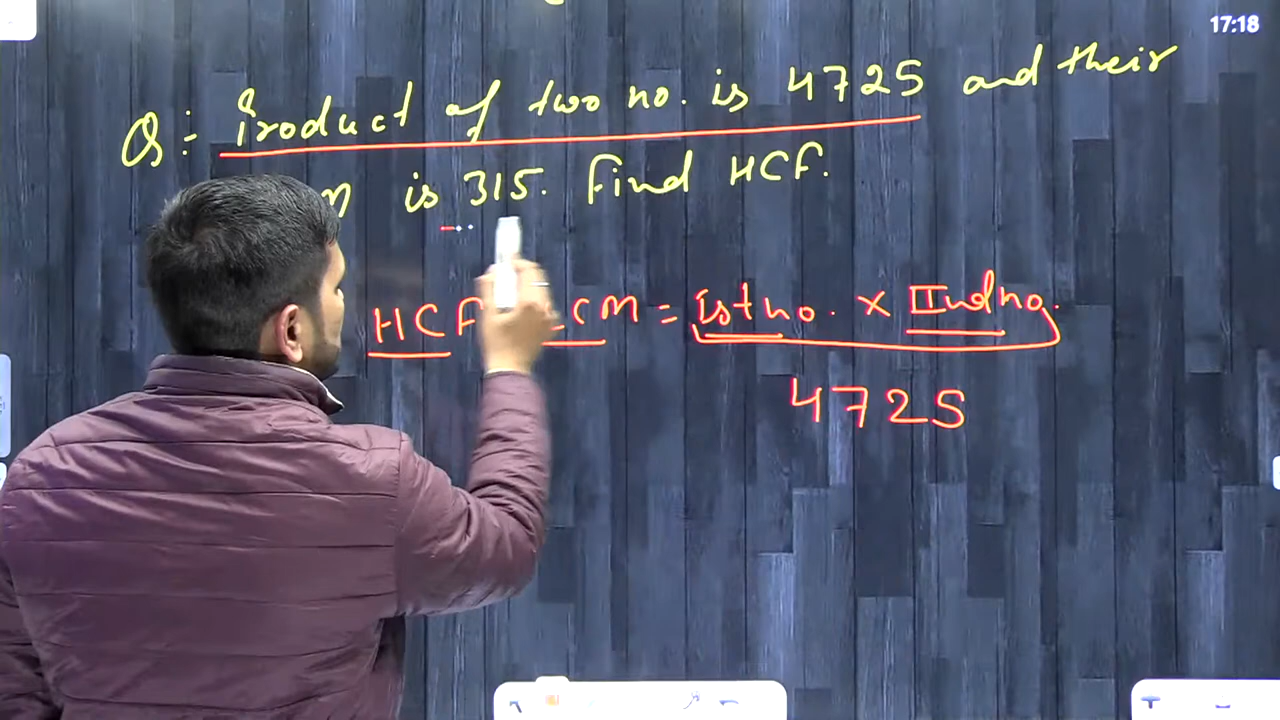 17:18
Q:- Product of two no. is 4725 and their
is 315. Find HCF.
HCF CM = Ist no. × IInd no.
4725